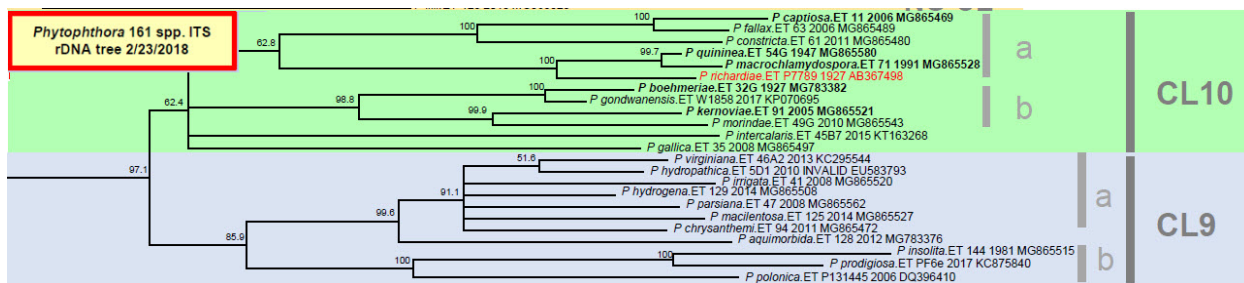 Phytophthora 161 spp. ITS
rDNA tree 2/23/2018
100
P captiosa.ET 11 2006 MG865469
100
P fallax.ET 63 2006 MG865489
P constricta.ET 61 2011 MG865480
62.8
99.7
P quininea.ET 54G 1947 MG865580
100
P macrochlamydospora.ET 71 1991 MG865528
P richardiae.ET P7789 1927 AB367498
a
62.4
100
P boehmeriae.ET 32G 1927 MG783382
98.8
P gondwanensis.ET W1858 2017 KP070695
99.9
P kernoviae.ET 91 2005 MG865521
P morindae.ET 49G 2010 MG865543
b
P intercalaris.ET 45B7 2015 KT163268
P gallica.ET 35 2008 MG865497
CL10
97.1
51.6
P virginiana.ET 46A2 2013 KC295544
P hydropathica.ET 5D1 2010 INVALID EU583793
P irrigata.ET 41 2008 MG865520
91.1
P hydrogena.ET 129 2014 MG865508
P parsiana.ET 47 2008 MG865562
P macilentosa.ET 125 2014 MG865527
99.6
P chrysanthemi.ET 94 2011 MG865472
P aquimorbida.ET 128 2012 MG783376
a
85.9
P insolita.ET 144 1981 MG865515
100
P prodigiosa.ET PF6e 2017 KC875840
100
P polonica.ET P131445 2006 DQ396410
b
CL9